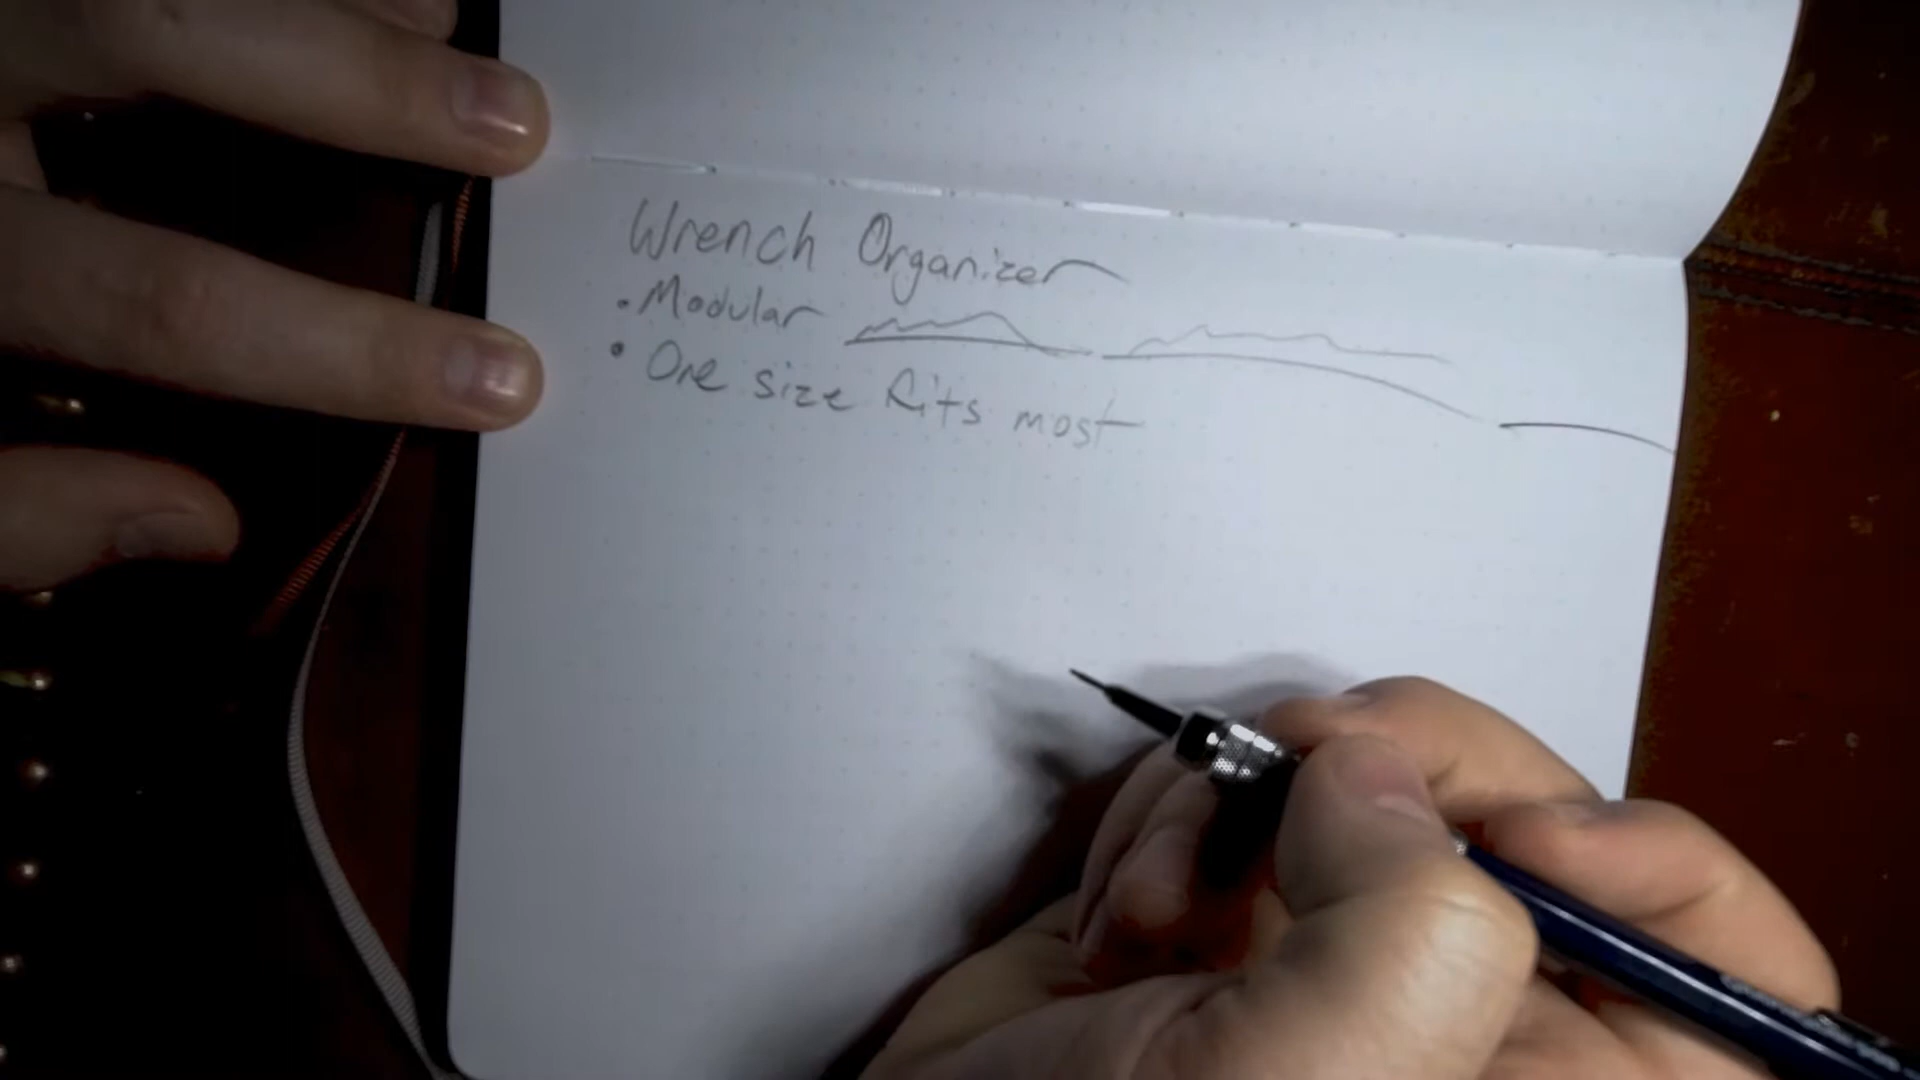 Wrench Organizer
• Modular
• One size fits most